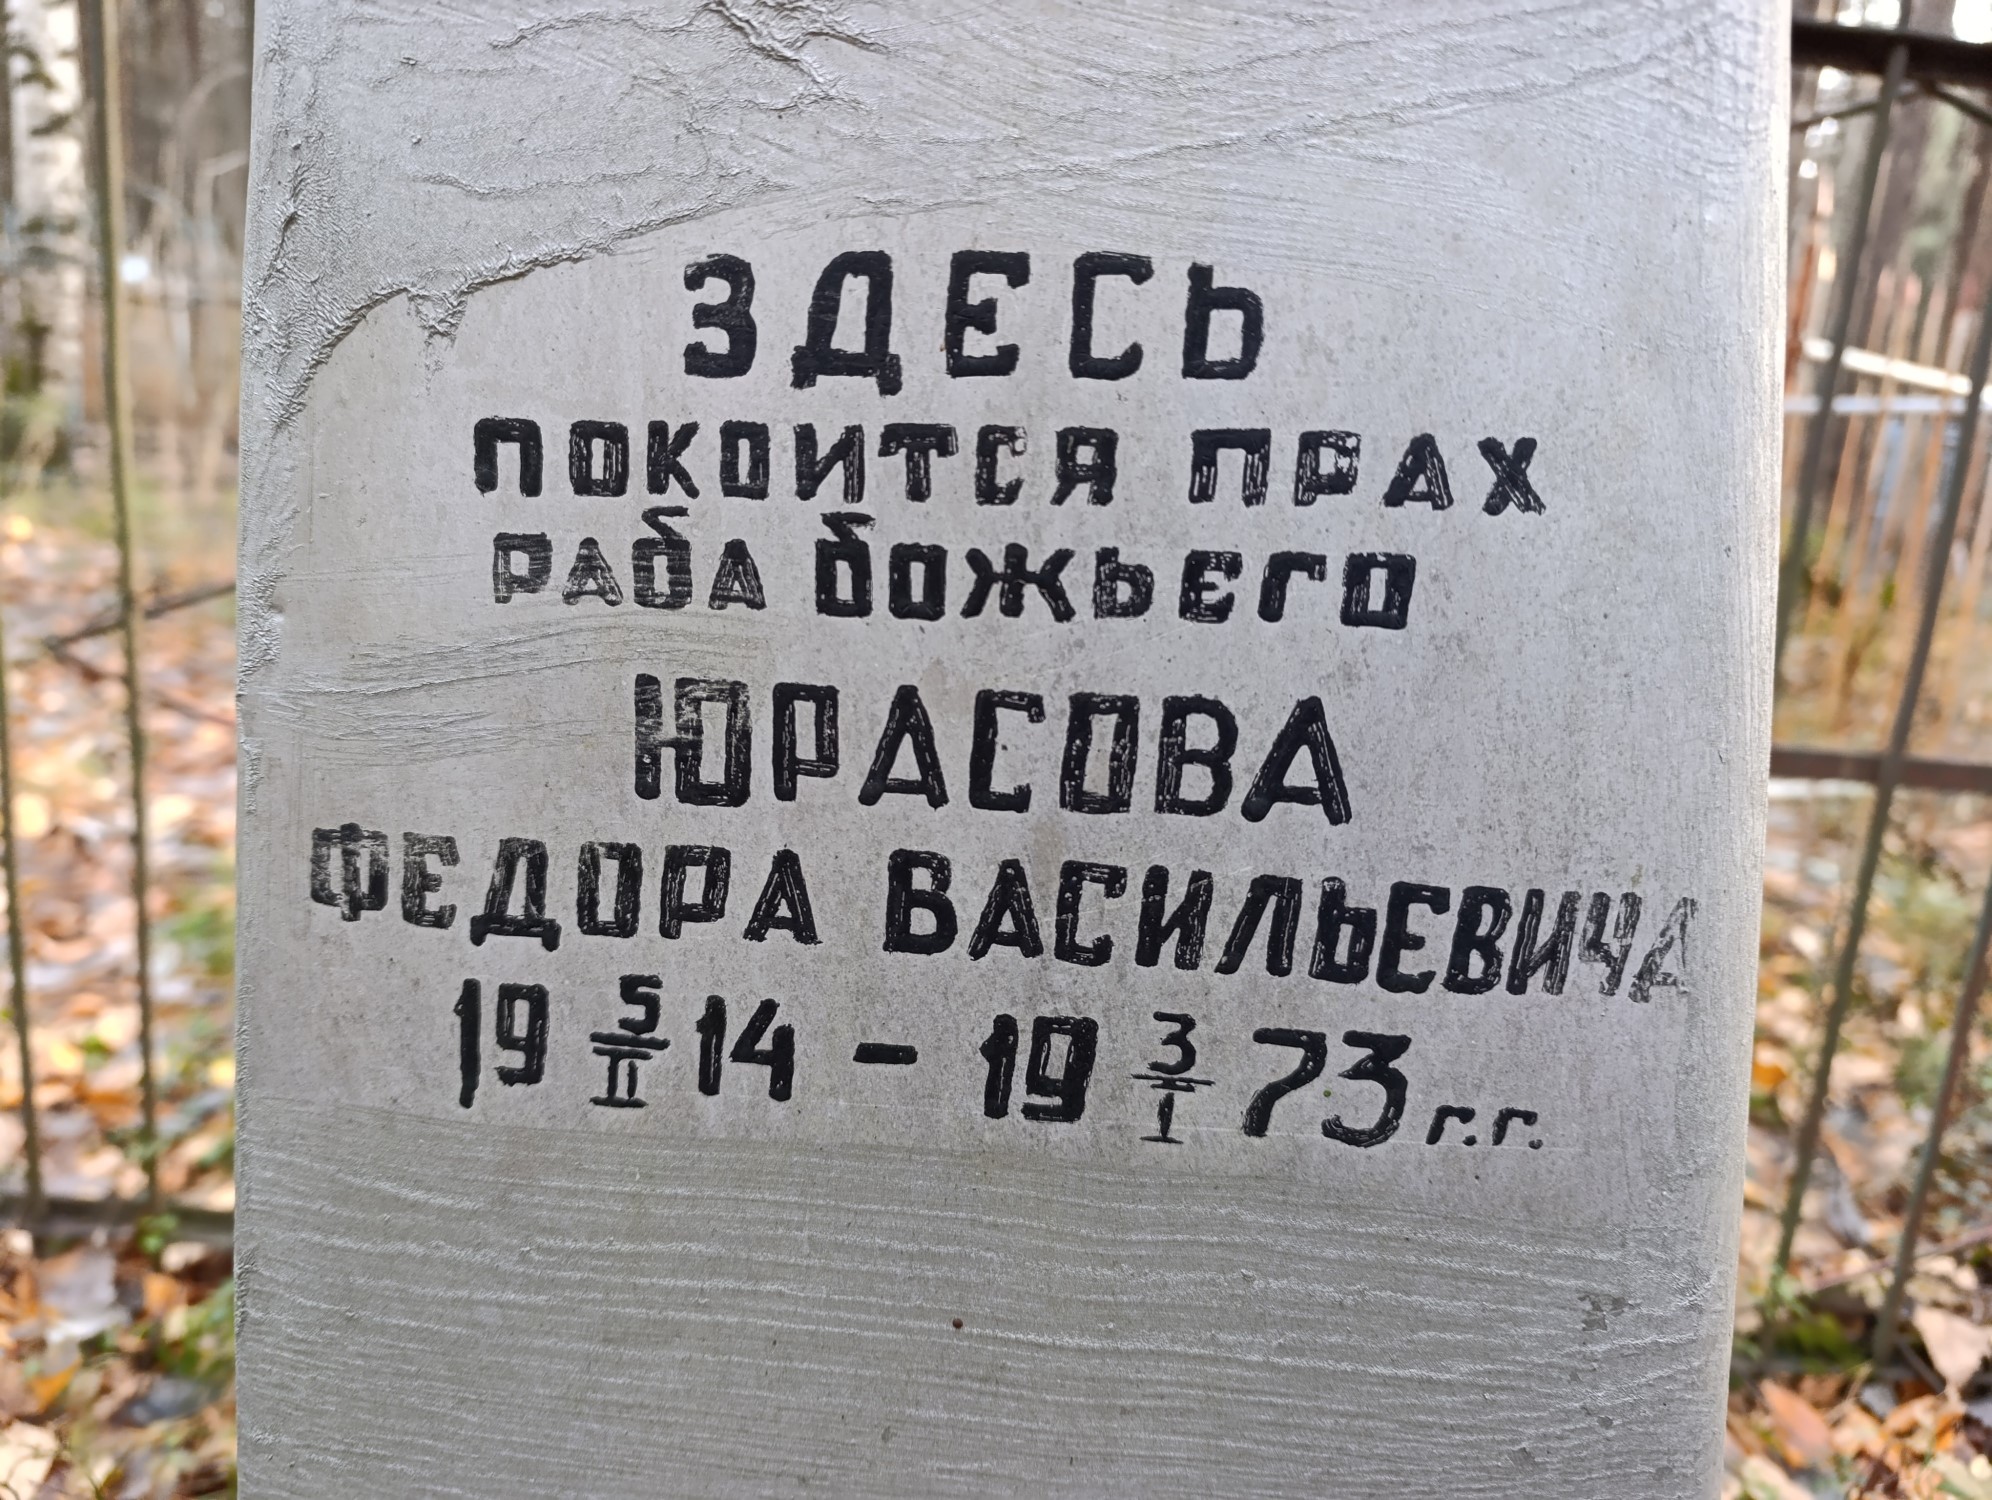 ЗДЕСЬ
ПОКОИТСЯ ПРАХ
РАБА БОЖЬЕГО
ЮРАСОВА
ФЕДОРА ВАСИЛЬЕВИЧА
19 5/II 14 - 19 3/I 73 г.г.